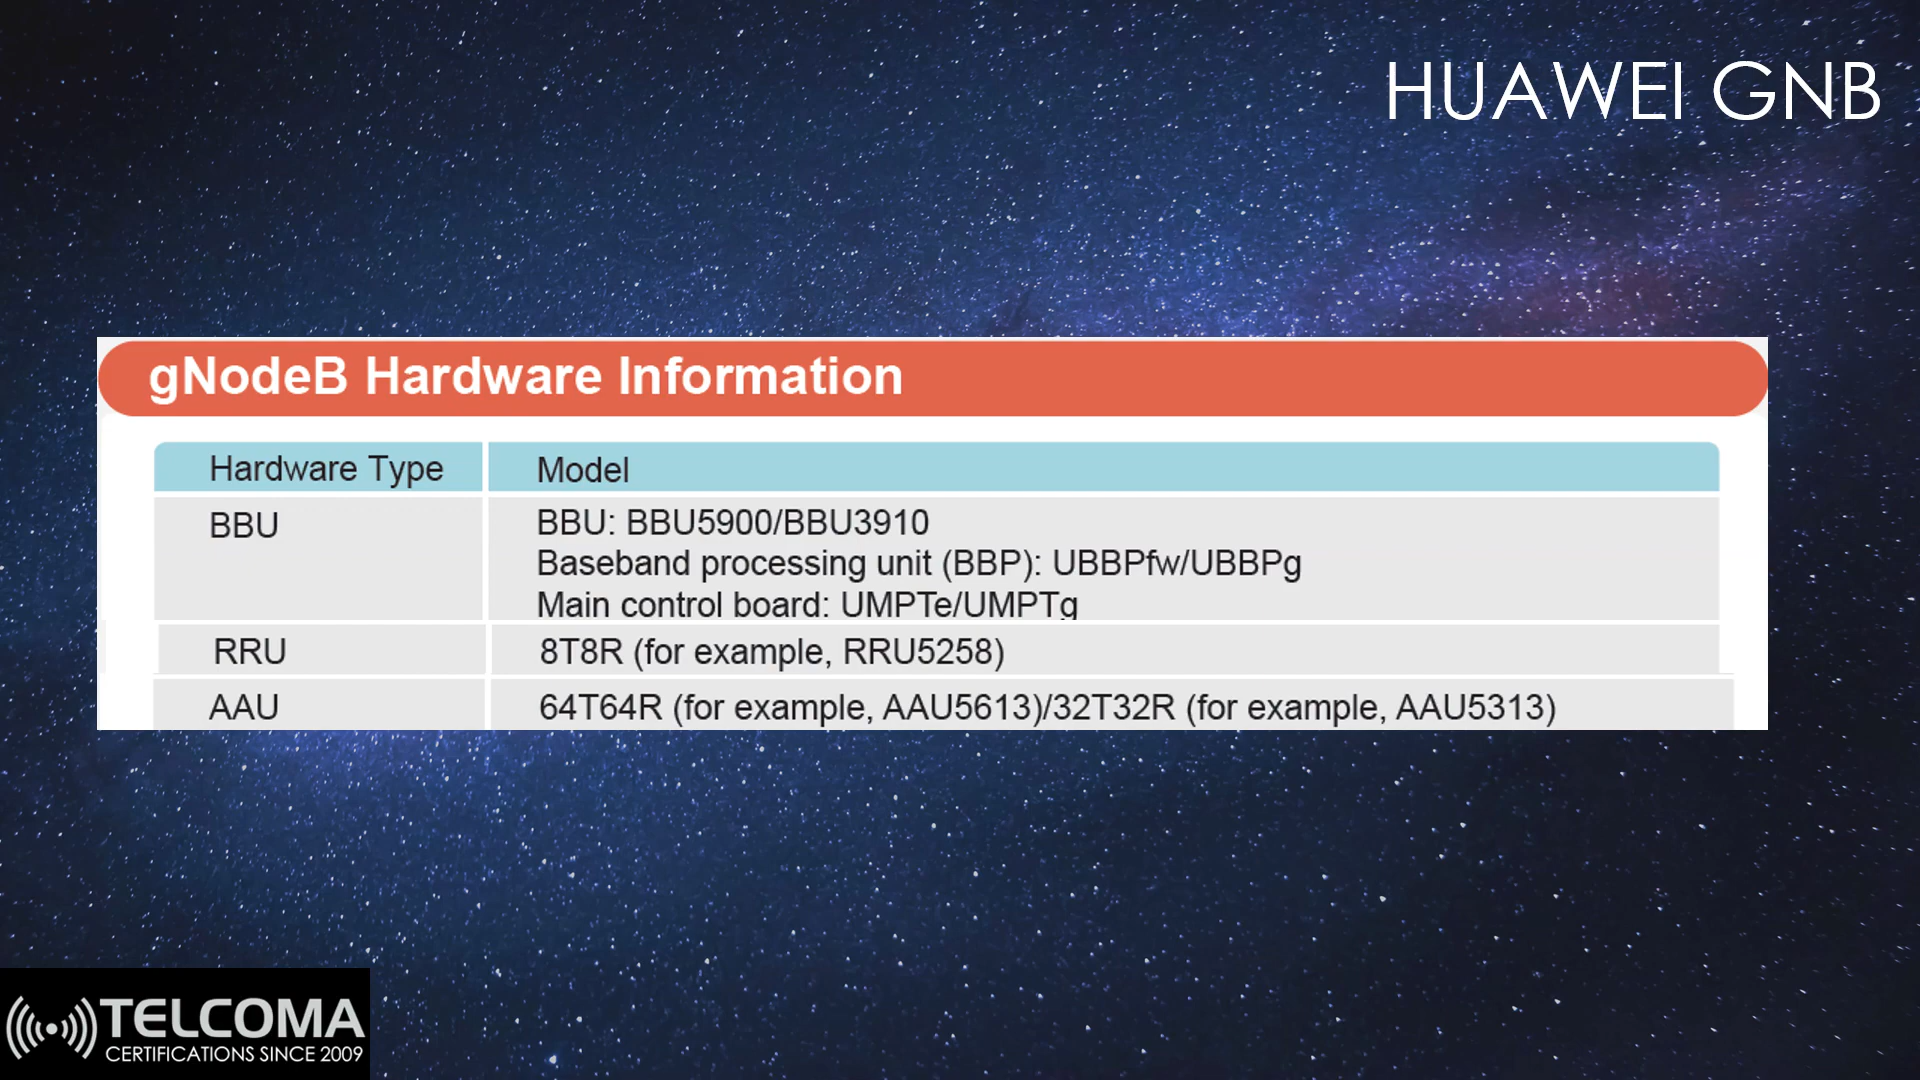 HUAWEI GNB
gNodeB Hardware Information
Hardware Type Model
BBU BBU: BBU5900/BBU3910
Baseband processing unit (BBP): UBBPfw/UBBPg
Main control board: UMPTe/UMPTg
RRU 8T8R (for example, RRU5258)
AAU 64T64R (for example, AAU5613)/32T32R (for example, AAU5313)
TELCOMA
CERTIFICATIONS SINCE 2009